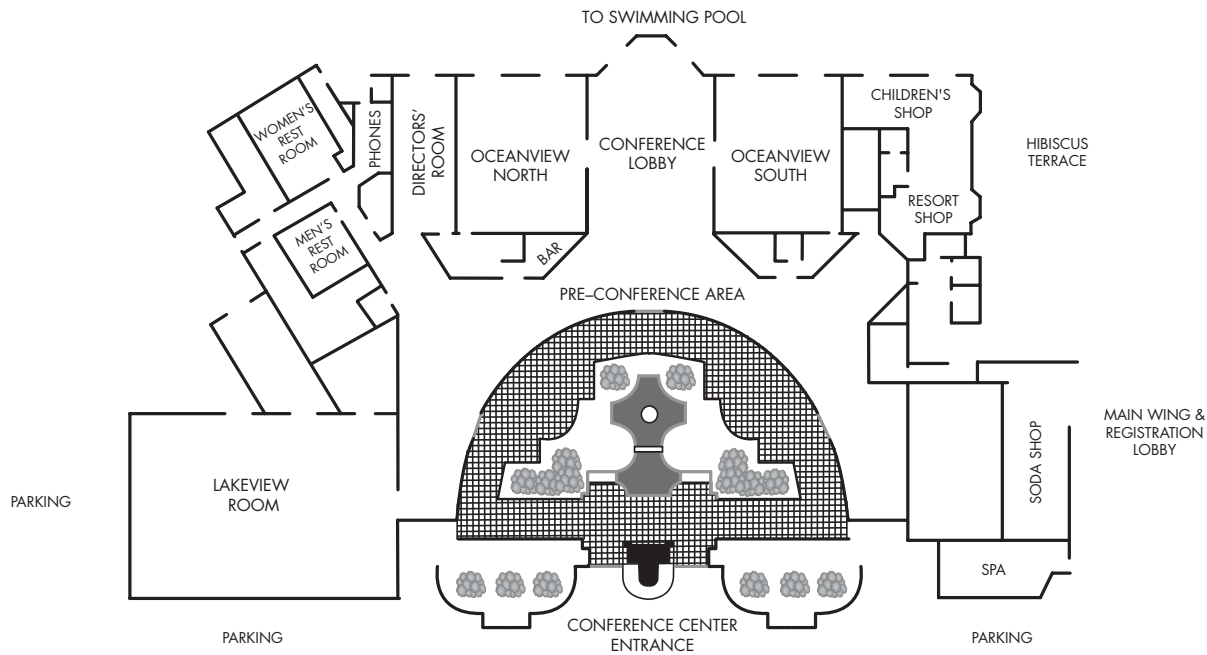 TO SWIMMING POOL
WOMEN'S
REST
ROOM
PHONES
DIRECTORS'
ROOM
OCEANVIEW
NORTH
CONFERENCE
LOBBY
OCEANVIEW
SOUTH
CHILDREN'S
SHOP
HIBISCUS
TERRACE
RESORT
SHOP
MEN'S
REST
ROOM
BAR
PRE–CONFERENCE AREA
LAKEVIEW
ROOM
PARKING
SODA SHOP
MAIN WING &
REGISTRATION
LOBBY
SPA
PARKING
CONFERENCE CENTER
ENTRANCE
PARKING